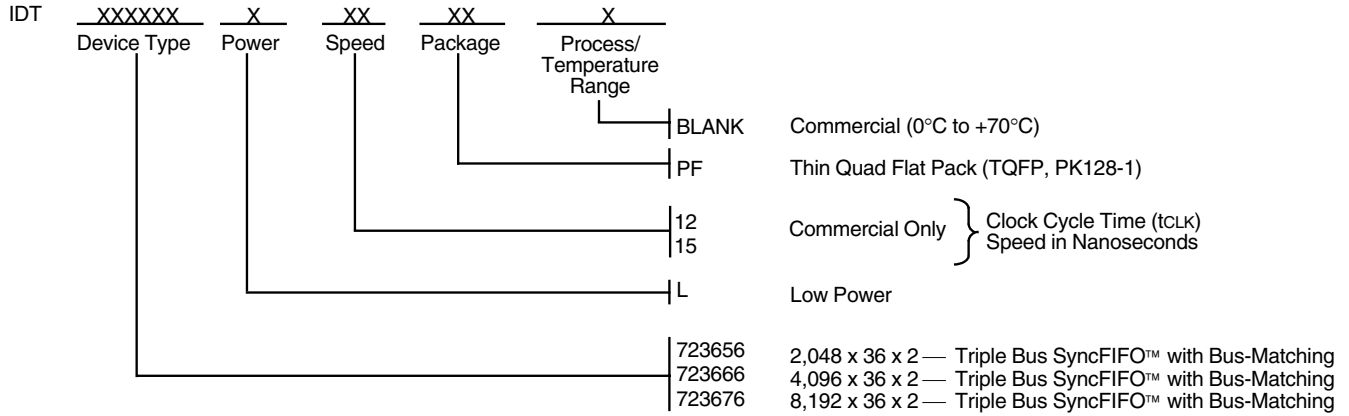 IDT XXXXXX X XX XX X
Device Type Power Speed Package Process/
Temperature
Range
BLANK Commercial (0°C to +70°C)
PF Thin Quad Flat Pack (TQFP, PK128-1)
12
15
Commercial Only
Clock Cycle Time (tCLK)
Speed in Nanoseconds
L Low Power
723656 2,048 x 36 x 2 — Triple Bus SyncFIFO™ with Bus-Matching
723666 4,096 x 36 x 2 — Triple Bus SyncFIFO™ with Bus-Matching
723676 8,192 x 36 x 2 — Triple Bus SyncFIFO™ with Bus-Matching